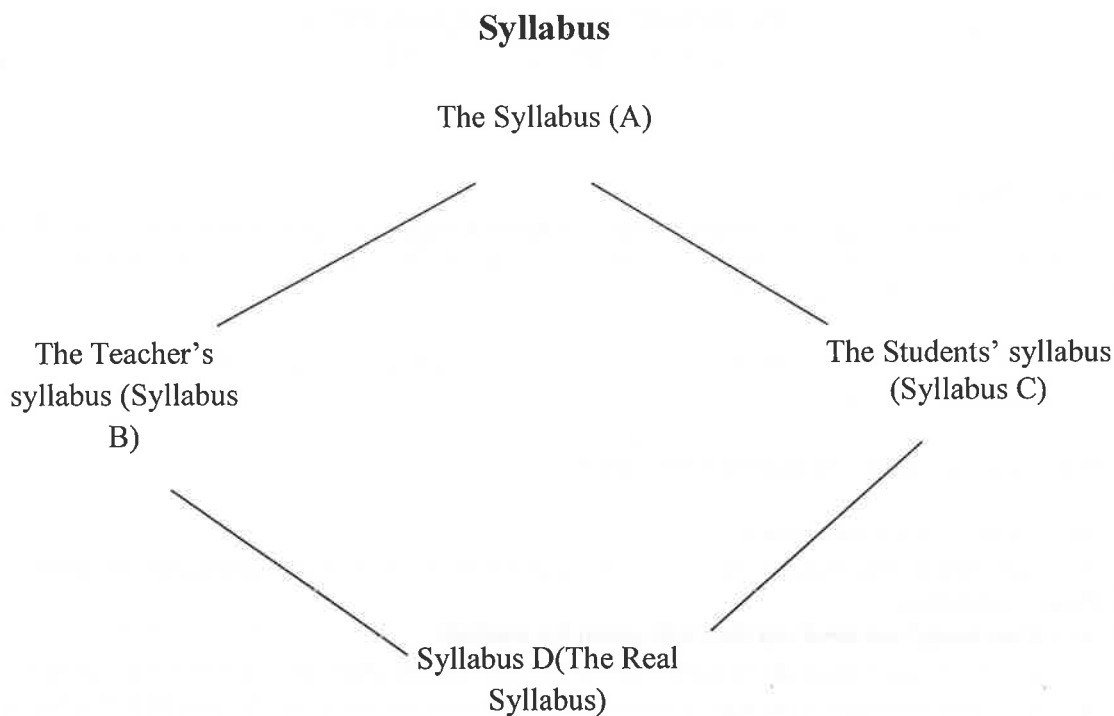 Syllabus
The Syllabus (A)
The Teacher’s
syllabus (Syllabus
B)
The Students’ syllabus
(Syllabus C)
Syllabus D(The Real
Syllabus)